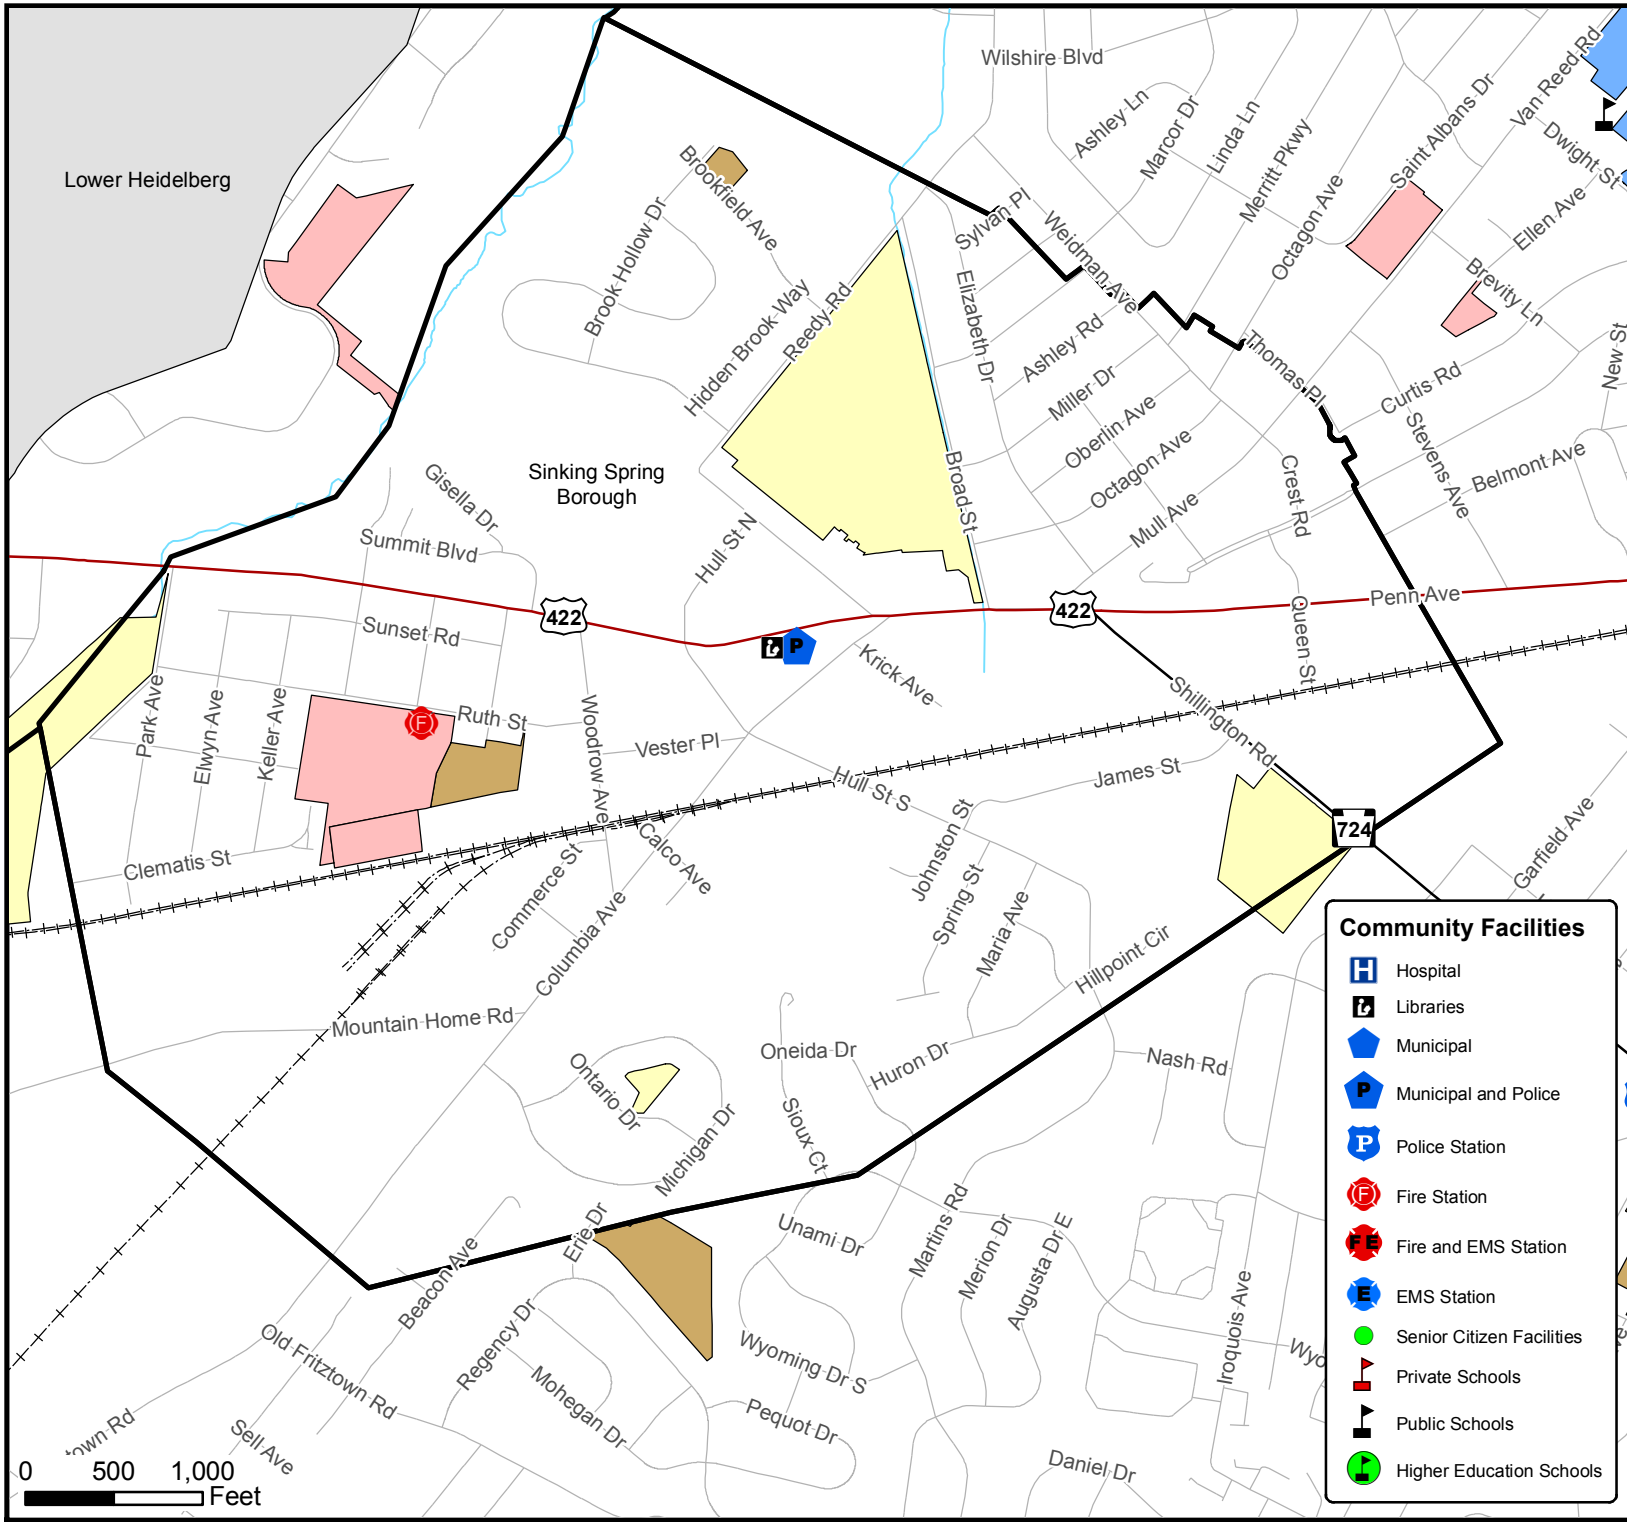 Wilshire Blvd
Van Reed Rd
Saint Albans Dr
Ashley Ln
Marcor Dr
Linda Ln
Merritt Pkwy
Dwight St
Lower Heidelberg
Brookfield Ave
Brook Hollow Dr
Sylvan Pl
Weidman Ave
Octagon Ave
Ellen Ave
Brevity Ln
Hidden Brook Way
Reedy Rd
Elizabeth Dr
Ashley Rd
Thomas Pl
New St
Miller Dr
Curtis Rd
Oberlin Ave
Stevens Ave
Octagon Ave
Belmont Ave
Sinking Spring
Borough
Gisella Dr
Broad St
Crest Rd
Mull Ave
Summit Blvd
Hull St N
422
422
Penn Ave
Queen St
Sunset Rd
P
Krick Ave
Park Ave
Elwyn Ave
Keller Ave
F
Ruth St
Woodrow Ave
Vester Pl
Shillington Rd
James St
Hull St S
724
Johnston St
Garfield Ave
Clematis St
Calco Ave
Commerce St
Columbia Ave
Spring St
Maria Ave
Hillpoint Cir
Mountain Home Rd
Oneida Dr
Huron Dr
Nash Rd
Ontario Dr
Michigan Dr
Sioux Ct
Unami Dr
Erie Dr
Martins Rd
Merion Dr
Augusta Dr E
Beacon Ave
Regency Dr
Iroquois Ave
Old Fritztown Rd
Wyoming Dr S
Wyo
Mohegan Dr
Pequot Dr
town Rd
Sell Ave
Daniel Dr
0 500 1,000
Feet
Community Facilities
H Hospital
Libraries
Municipal
P Municipal and Police
P Police Station
F Fire Station
F E Fire and EMS Station
E EMS Station
Senior Citizen Facilities
Private Schools
Public Schools
Higher Education Schools